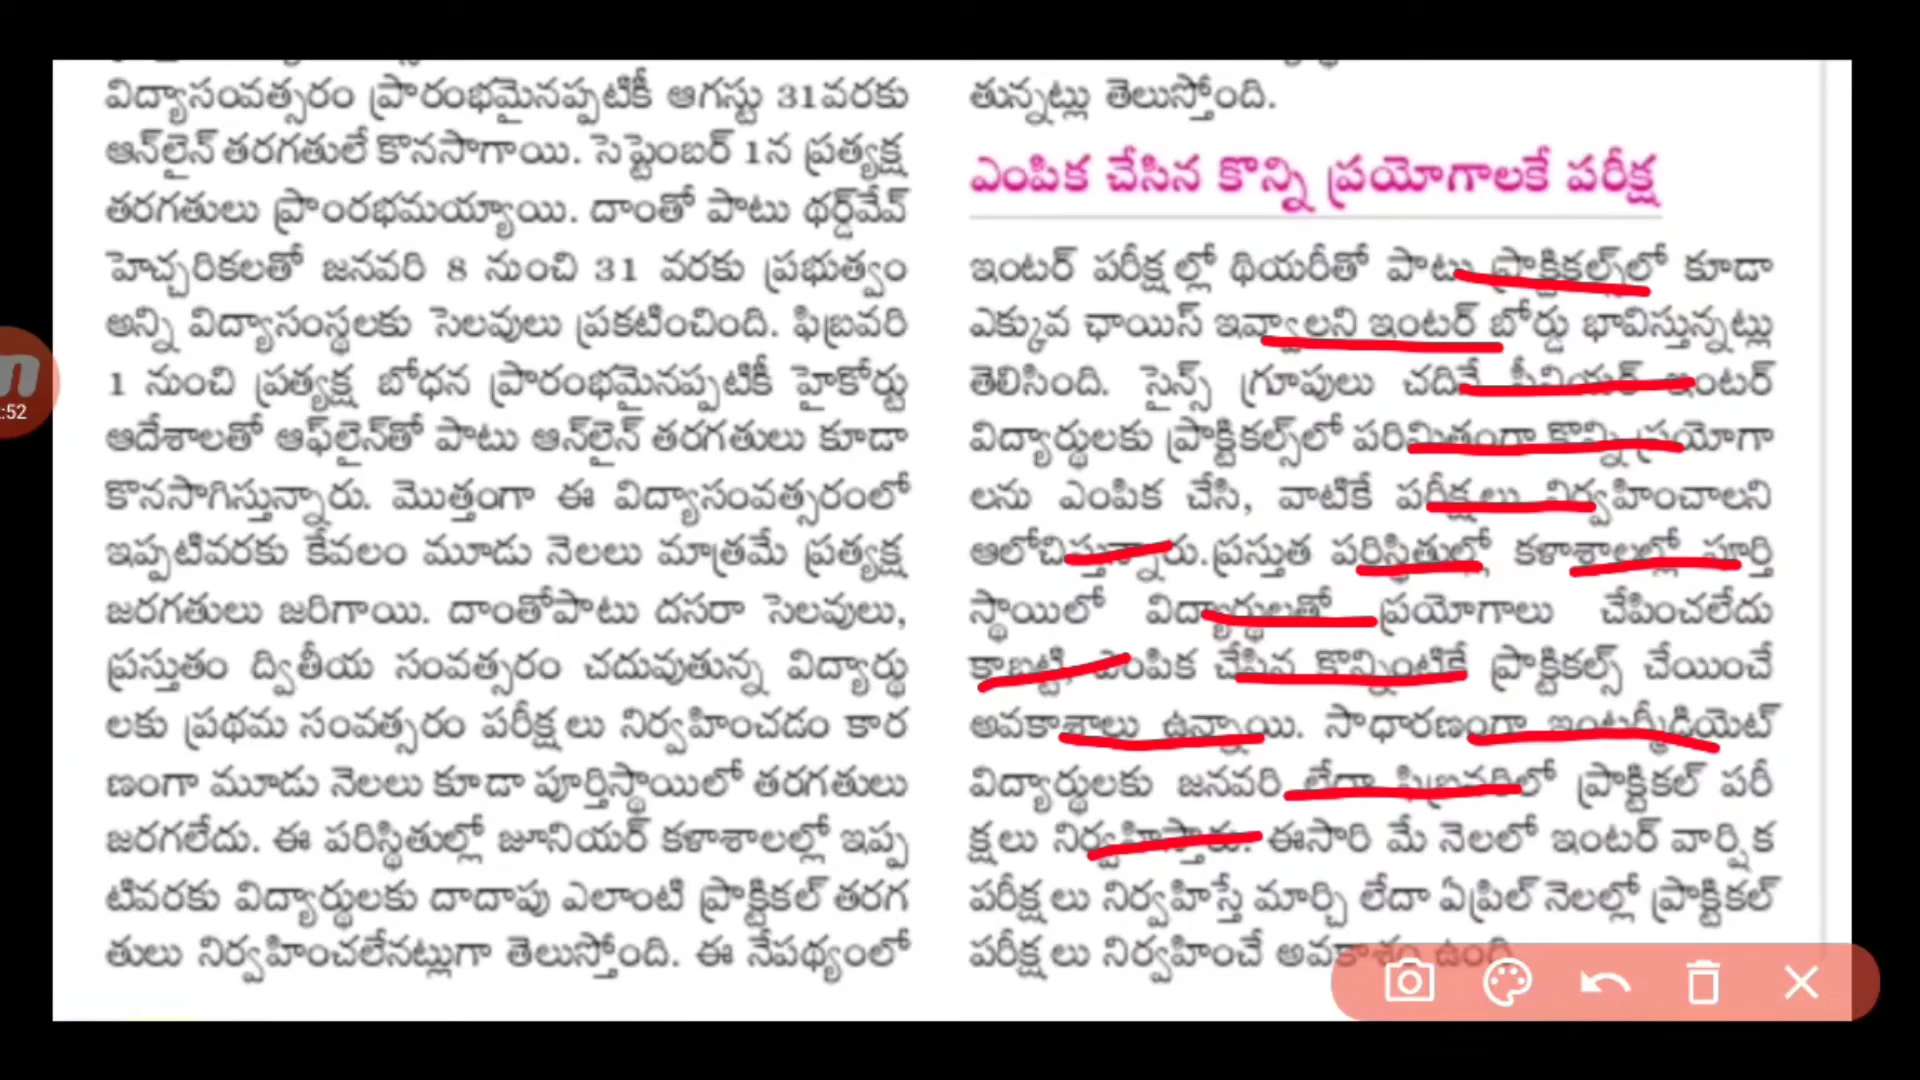 విద్యాసంవత్సరం ప్రారంభమైనప్పటికీ ఆగస్టు 31వరకు
ఆన్‌లైన్ తరగతులే కొనసాగాయి. సెప్టెంబర్ 1న ప్రత్యక్ష
తరగతులు ప్రాంరభమయ్యాయి. దాంతో పాటు థర్డ్‌వేవ్
హెచ్చరికలతో జనవరి 8 నుంచి 31 వరకు ప్రభుత్వం
అన్ని విద్యాసంస్థలకు సెలవులు ప్రకటించింది. ఫిబ్రవరి
1 నుంచి ప్రత్యక్ష బోధన ప్రారంభమైనప్పటికీ హైకోర్టు
ఆదేశాలతో ఆఫ్‌లైన్‌తో పాటు ఆన్‌లైన్ తరగతులు కూడా
కొనసాగిస్తున్నారు. మొత్తంగా ఈ విద్యాసంవత్సరంలో
ఇప్పటివరకు కేవలం మూడు నెలలు మాత్రమే ప్రత్యక్ష
జరగతులు జరిగాయి. దాంతోపాటు దసరా సెలవులు,
ప్రస్తుతం ద్వితీయ సంవత్సరం చదువుతున్న విద్యార్థు
లకు ప్రథమ సంవత్సరం పరీక్షలు నిర్వహించడం కార
ణంగా మూడు నెలలు కూడా పూర్తిస్థాయిలో తరగతులు
జరగలేదు. ఈ పరిస్థితుల్లో జూనియర్ కళాశాలల్లో ఇప్ప
టివరకు విద్యార్థులకు దాదాపు ఎలాంటి ప్రాక్టికల్ తరగ
తులు నిర్వహించలేనట్లుగా తెలుస్తోంది. ఈ నేపథ్యంలో
తున్నట్లు తెలుస్తోంది.
ఎంపిక చేసిన కొన్ని ప్రయోగాలకే పరీక్ష
ఇంటర్ పరీక్షల్లో థియరీతో పాటు ప్రాక్టికల్స్‌లో కూడా
ఎక్కువ ఛాయిస్ ఇవ్వాలని ఇంటర్ బోర్డు భావిస్తున్నట్లు
తెలిసింది. సైన్స్ గ్రూపులు చదివే సీనియర్ ఇంటర్
విద్యార్థులకు ప్రాక్టికల్స్‌లో పరిమితంగా కొన్ని ప్రయోగా
లను ఎంపిక చేసి, వాటికే పరీక్షలు నిర్వహించాలని
ఆలోచిస్తున్నారు. ప్రస్తుత పరిస్థితుల్లో కళాశాలల్లో పూర్తి
స్థాయిలో విద్యార్థులతో ప్రయోగాలు చేపించలేదు
కాబట్టి, ఎంపిక చేసిన కొన్నింటికే ప్రాక్టికల్స్ చేయించే
అవకాశాలు ఉన్నాయి. సాధారణంగా ఇంటర్మీడియెట్
విద్యార్థులకు జనవరి లేదా ఫిబ్రవరిలో ప్రాక్టికల్ పరీ
క్షలు నిర్వహిస్తారు. ఈసారి మే నెలలో ఇంటర్ వార్షిక
పరీక్షలు నిర్వహిస్తే మార్చి లేదా ఏప్రిల్ నెలల్లో ప్రాక్టికల్
పరీక్షలు నిర్వహించే అవకాశం ఉంది
:52